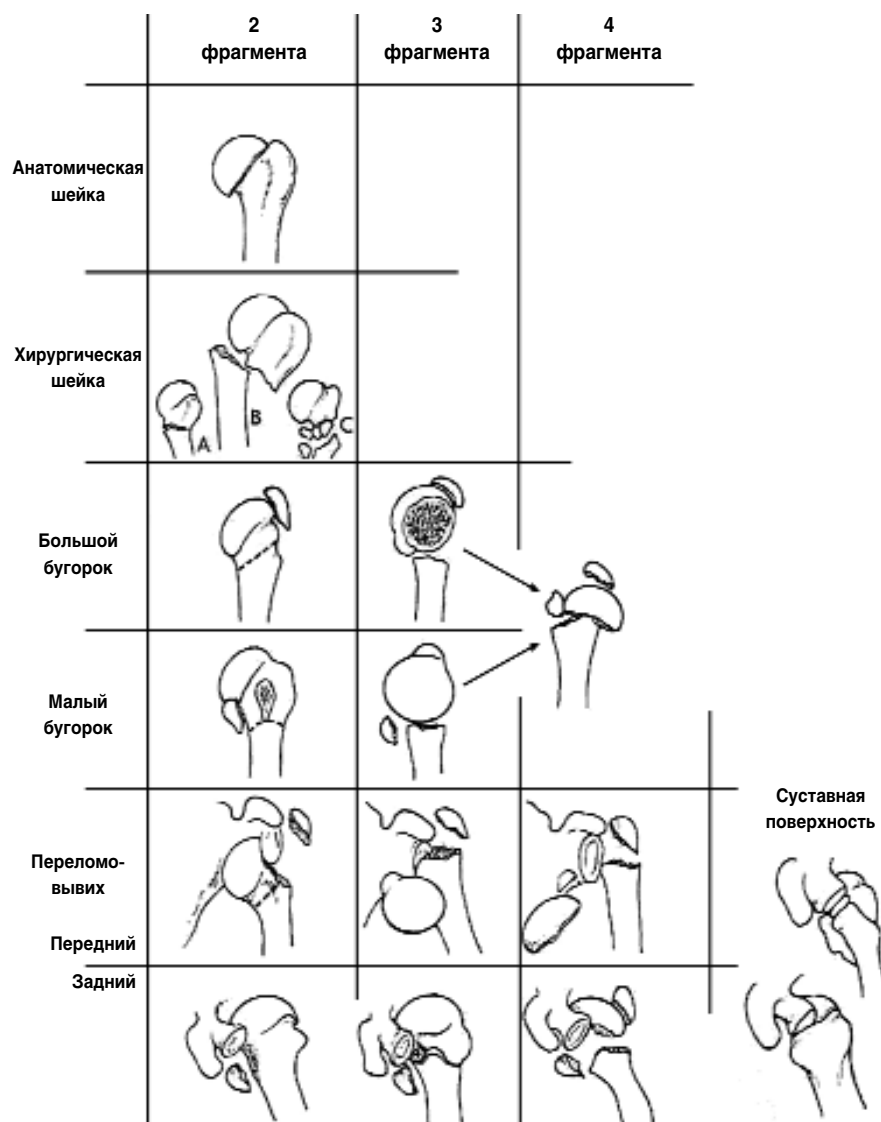 2
фрагмента
3
фрагмента
4
фрагмента
Анатомическая
шейка
Хирургическая
шейка
A
B
C
Большой
бугорок
Малый
бугорок
Суставная
поверхность
Переломо-
вывих
Передний
Задний